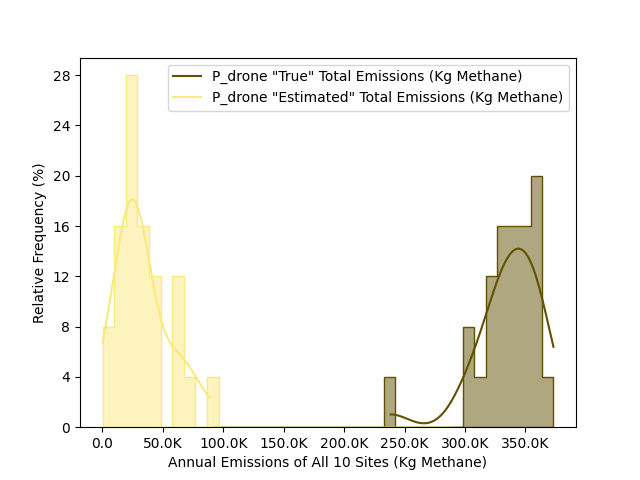 P_drone "True" Total Emissions (Kg Methane)
P_drone "Estimated" Total Emissions (Kg Methane)
Relative Frequency (%)
28
24
20
16
12
8
4
0
0.0 50.0K 100.0K 150.0K 200.0K 250.0K 300.0K 350.0K
Annual Emissions of All 10 Sites (Kg Methane)